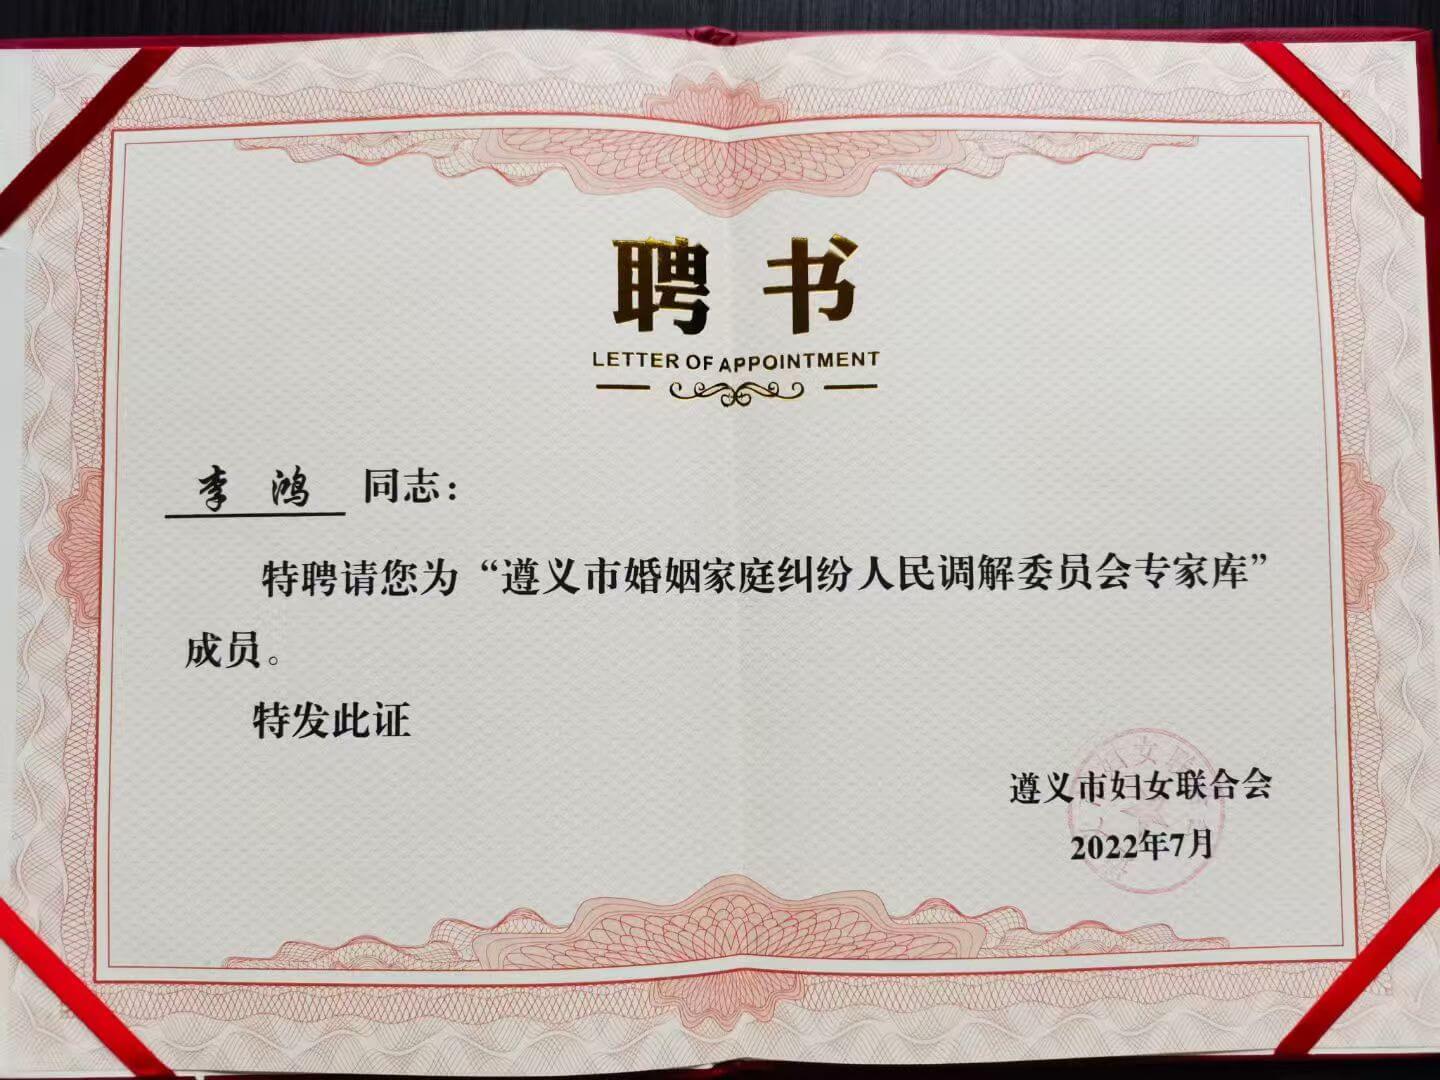 聘书
LETTER OF APPOINTMENT
李鸿 同志：
特聘请您为“遵义市婚姻家庭纠纷人民调解委员会专家库”
成员。
特发此证
遵义市妇女联合会
2022年7月